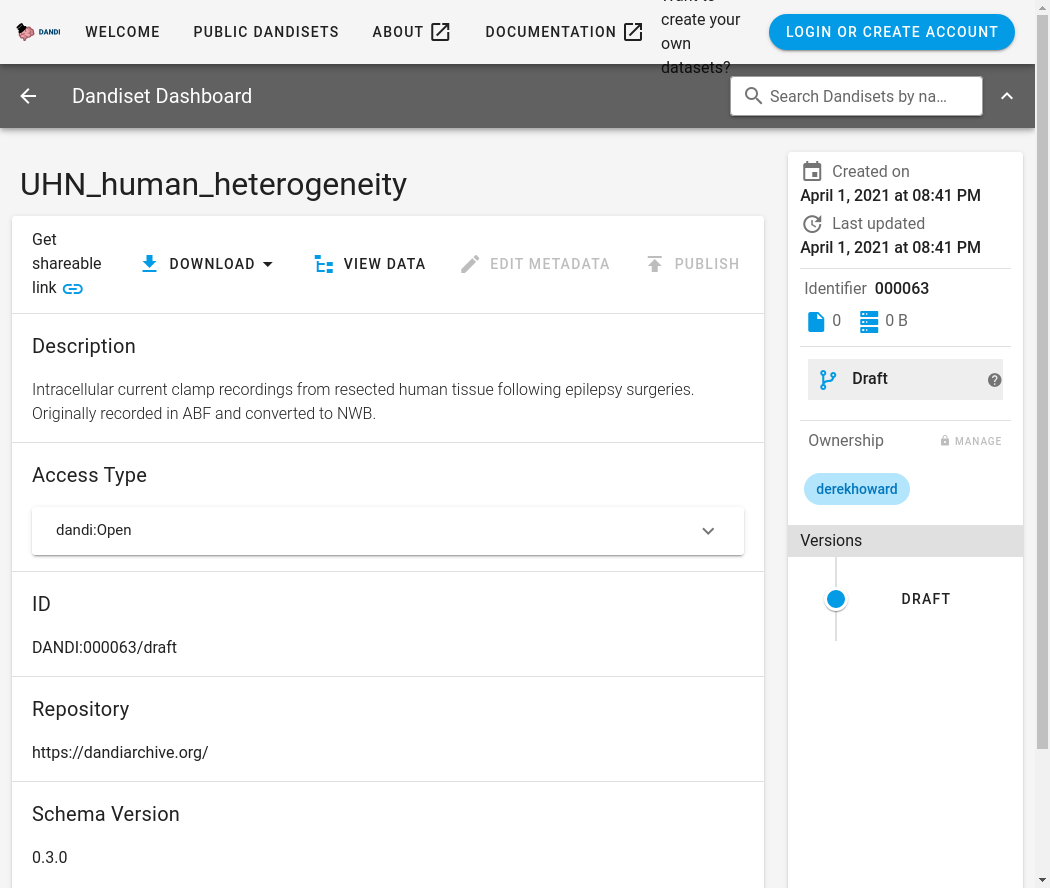 DANDI
WELCOME
PUBLIC DANDISETS
ABOUT
DOCUMENTATION
create your
own
datasets?
LOGIN OR CREATE ACCOUNT
Dandiset Dashboard
Search Dandisets by na...
UHN_human_heterogeneity
Get
shareable
link
DOWNLOAD
VIEW DATA
EDIT METADATA
PUBLISH
Description
Intracellular current clamp recordings from resected human tissue following epilepsy surgeries.
Originally recorded in ABF and converted to NWB.
Access Type
dandi:Open
ID
DANDI:000063/draft
Repository
https://dandiarchive.org/
Schema Version
0.3.0
Created on
April 1, 2021 at 08:41 PM
Last updated
April 1, 2021 at 08:41 PM
Identifier 000063
0
0 B
Draft
Ownership
MANAGE
derekhoward
Versions
DRAFT